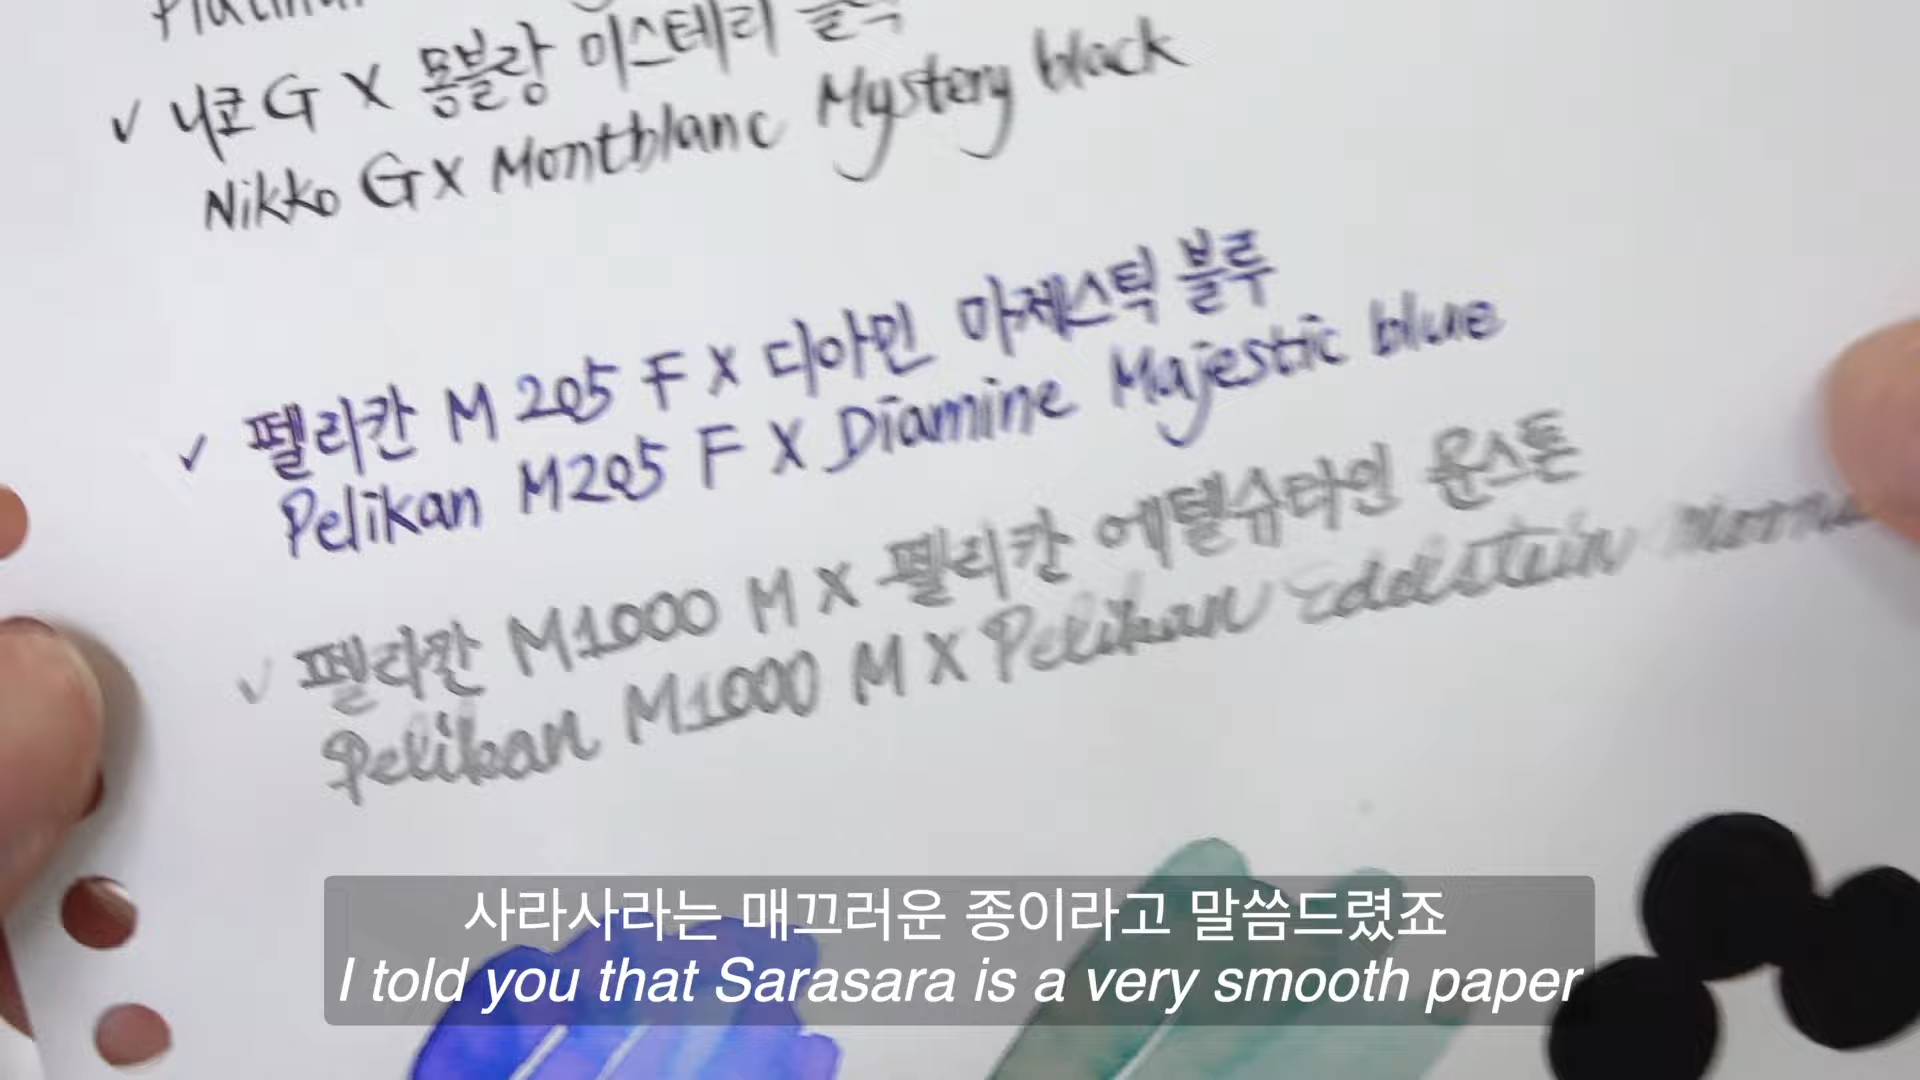 Platinum
✓ 니코G X 몽블랑 미스테리 블랙
Nikko G X Montblanc Mystery black
✓ 펠리칸 M 205 F X 디아민 마제스틱 블루
Pelikan M205 F X Diamine Majestic blue
✓ 펠리칸 M1000 M X 펠리칸 에델슈타인 문스톤
Pelikan M1000 M X Pelikan Edelstein
사라사라는 매끄러운 종이라고 말씀드렸죠
I told you that Sarasara is a very smooth paper